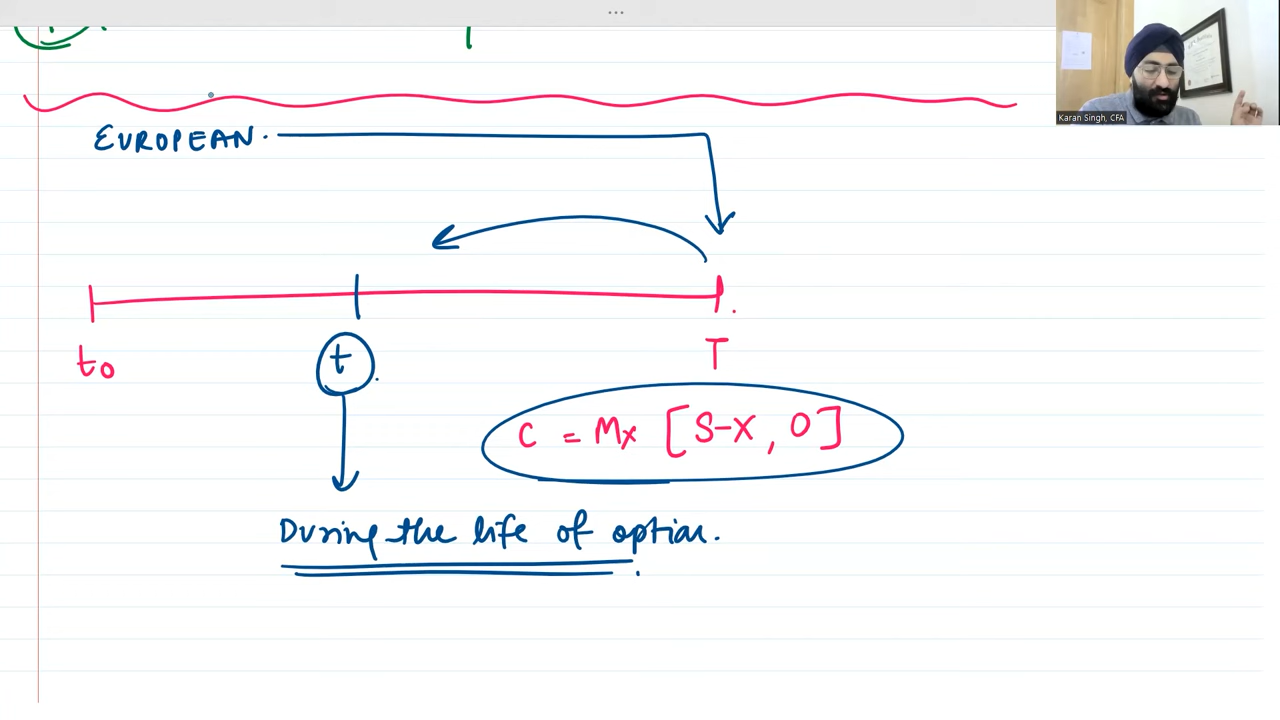 Karan Singh, CFA
EUROPEAN.
t0
t
T
C = Mx [S-X, 0]
During the life of option.